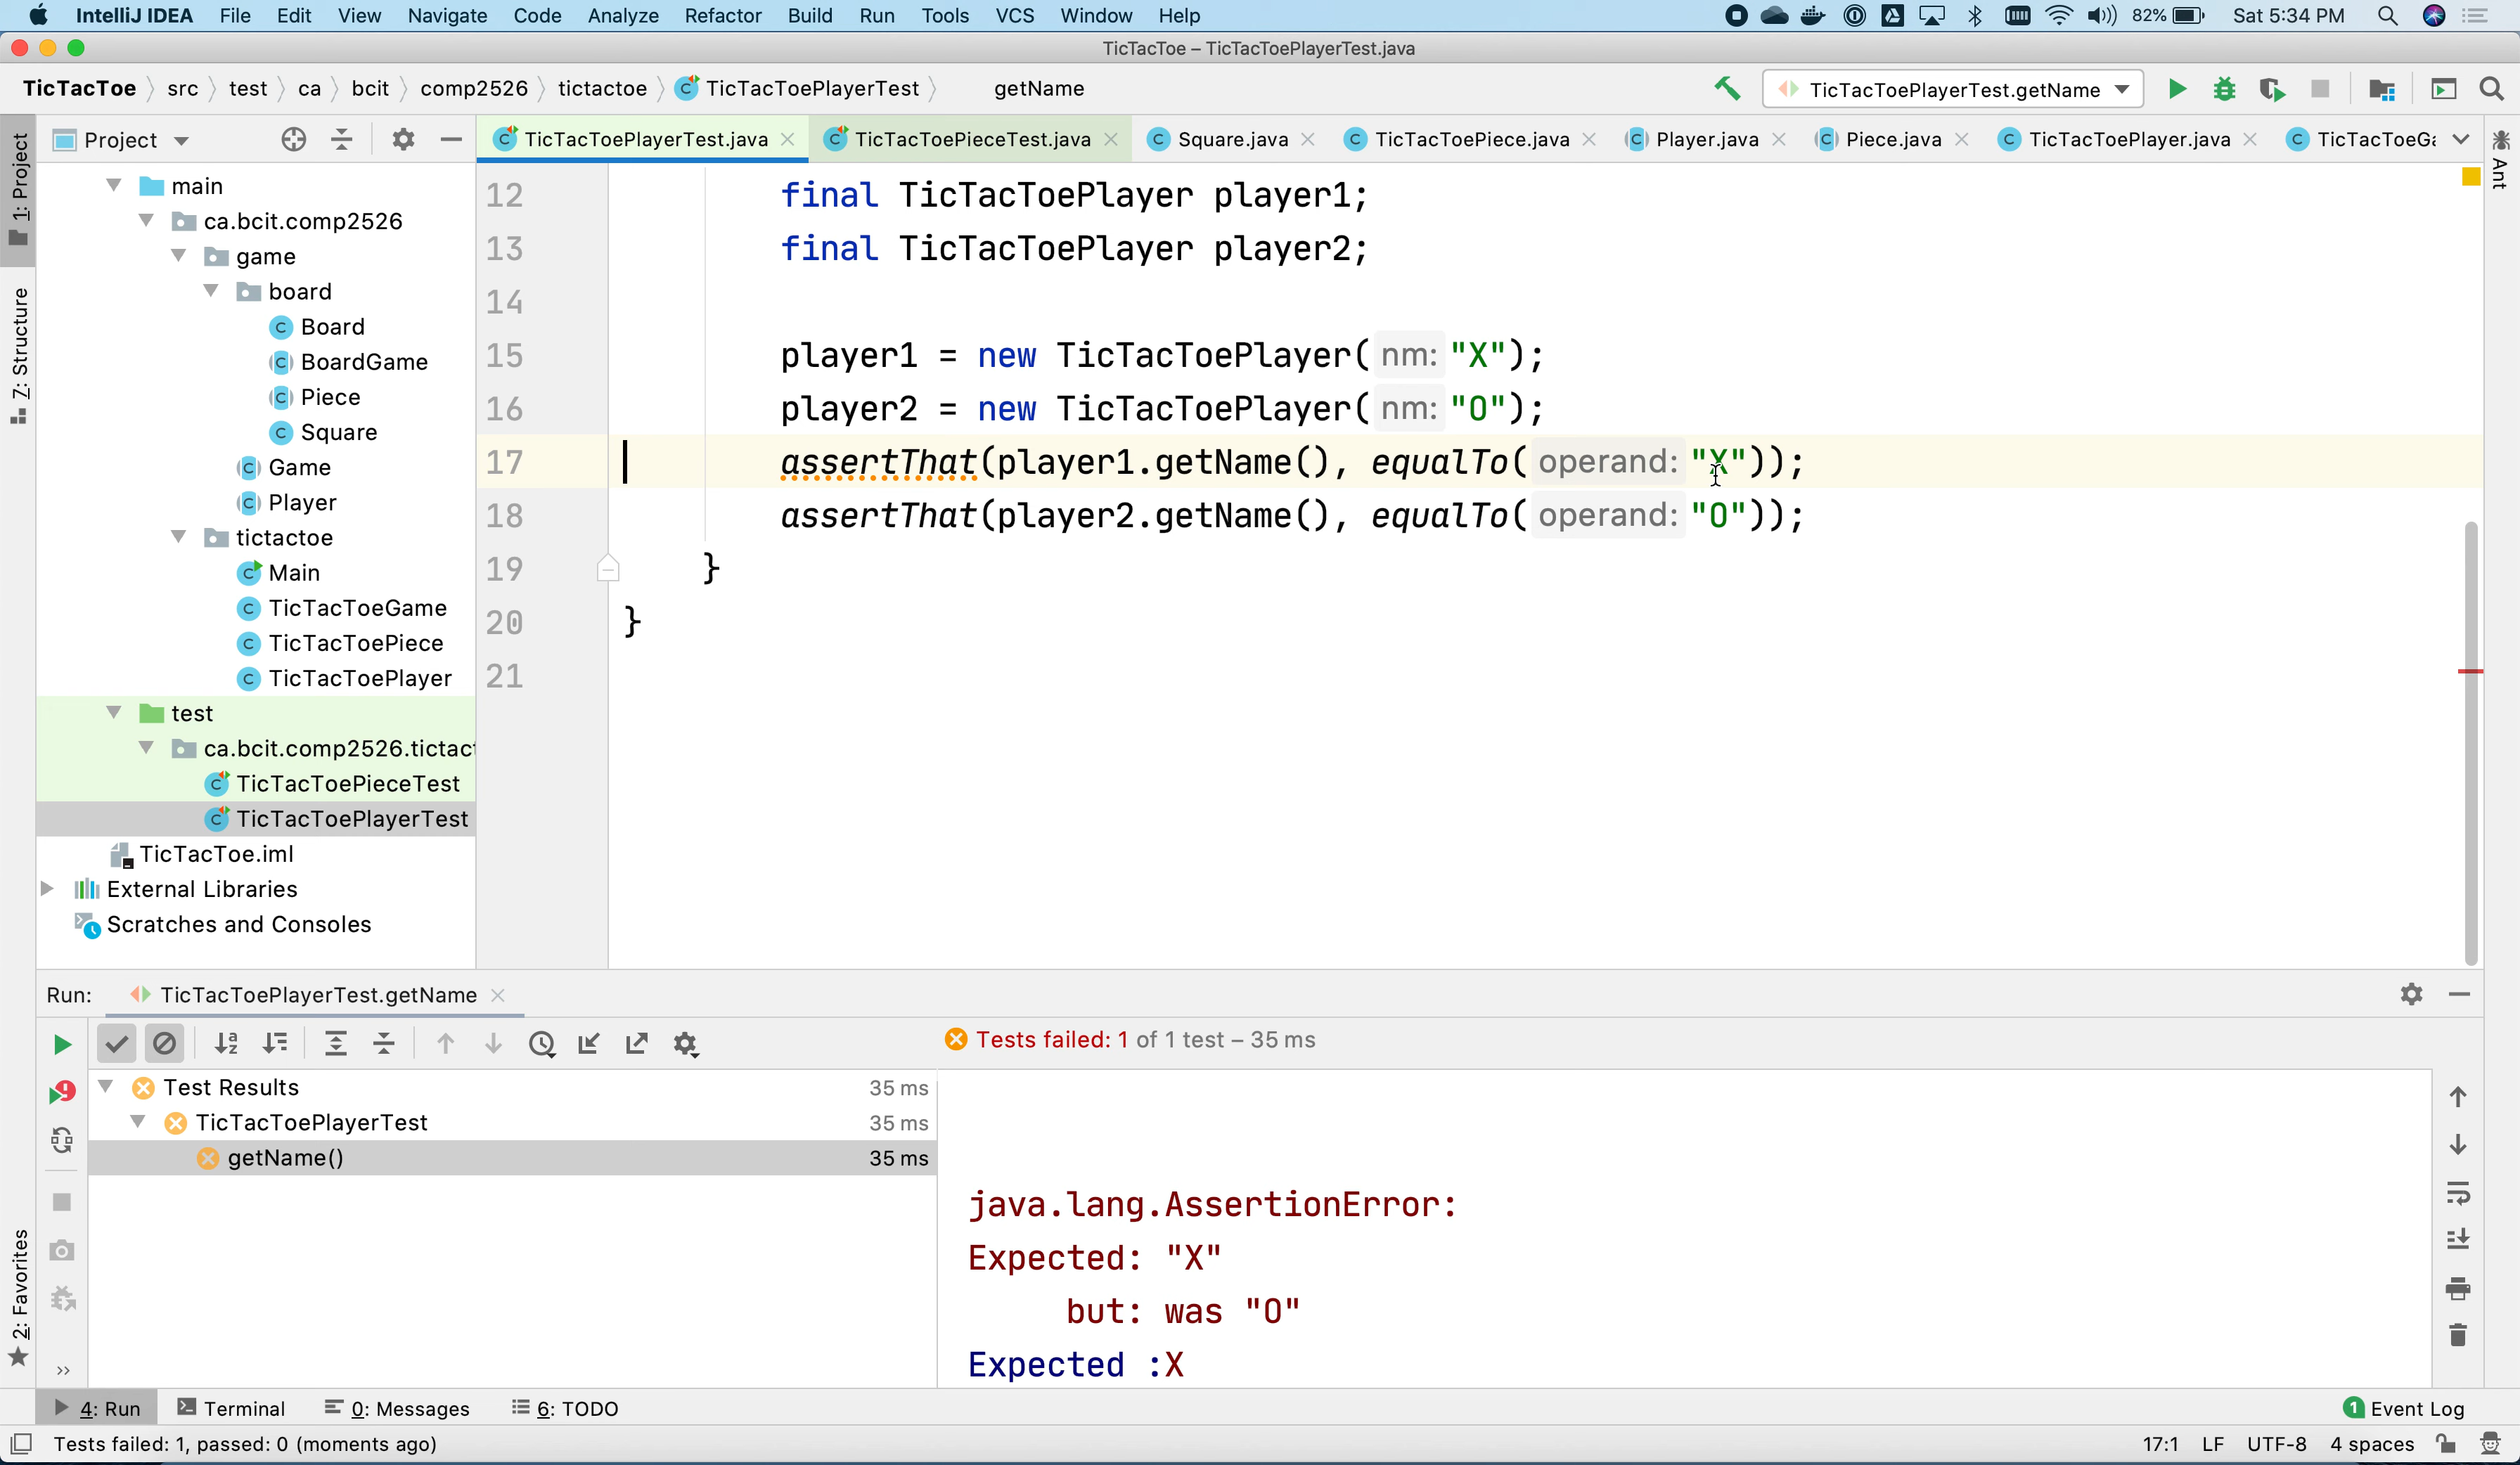 IntelliJ IDEA File Edit View Navigate Code Analyze Refactor Build Run Tools VCS Window Help 82% Sat 5:34 PM
TicTacToe – TicTacToePlayerTest.java
TicTacToe src test ca bcit comp2526 tictactoe TicTacToePlayerTest getName TicTacToePlayerTest.getName
Project TicTacToePlayerTest.java TicTacToePieceTest.java Square.java TicTacToePiece.java Player.java Piece.java TicTacToePlayer.java TicTacToeGa
1: Project
7: Structure
2: Favorites
Ant
main
ca.bcit.comp2526
game
board
Board
BoardGame
Piece
Square
Game
Player
tictactoe
Main
TicTacToeGame
TicTacToePiece
TicTacToePlayer
test
ca.bcit.comp2526.tictact
TicTacToePieceTest
TicTacToePlayerTest
TicTacToe.iml
External Libraries
Scratches and Consoles
12 final TicTacToePlayer player1;
13 final TicTacToePlayer player2;
14
15 player1 = new TicTacToePlayer( nm: "X");
16 player2 = new TicTacToePlayer( nm: "O");
17 assertThat(player1.getName(), equalTo( operand: "X"));
18 assertThat(player2.getName(), equalTo( operand: "O"));
19 }
20 }
21
Run: TicTacToePlayerTest.getName
Tests failed: 1 of 1 test – 35 ms
Test Results 35 ms
TicTacToePlayerTest 35 ms
getName() 35 ms
java.lang.AssertionError:
Expected: "X"
but: was "O"
Expected :X
4: Run Terminal 0: Messages 6: TODO 1 Event Log
Tests failed: 1, passed: 0 (moments ago) 17:1 LF UTF-8 4 spaces